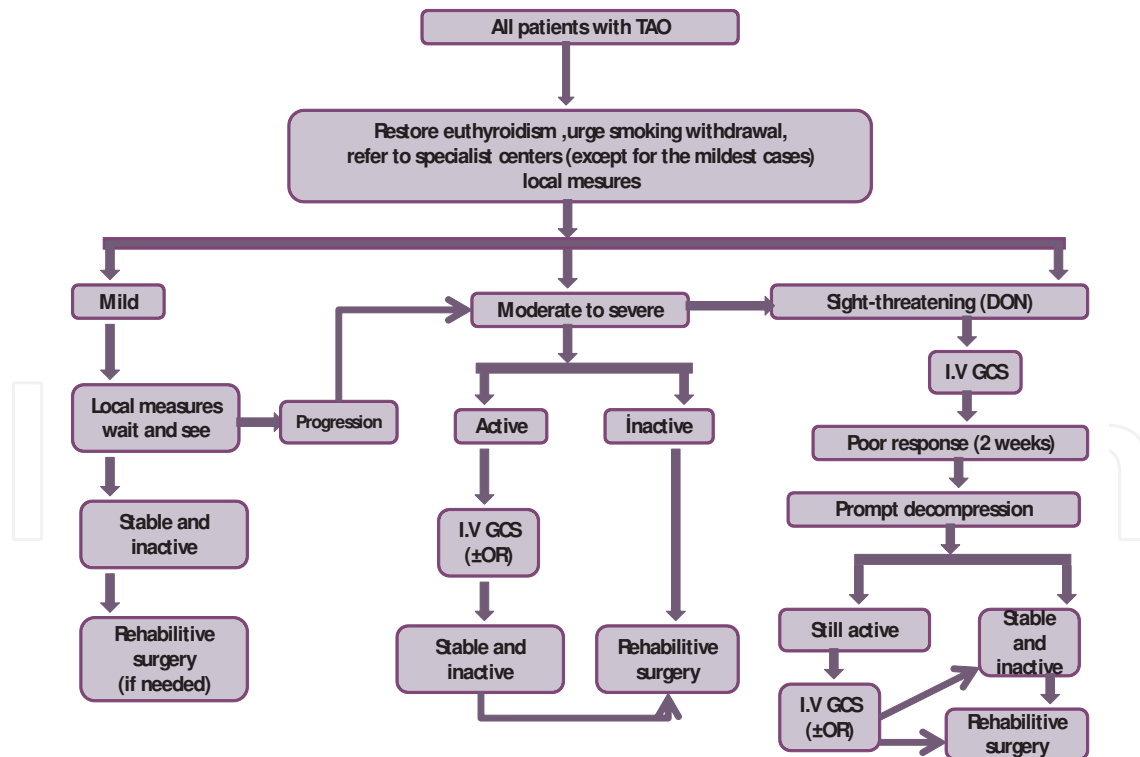 All patients with TAO
Restore euthyroidism ,urge smoking withdrawal,
refer to specialist centers (except for the mildest cases)
local mesures
Mild
Moderate to severe
Sight-threatening (DON)
I.V GCS
Local measures
wait and see
Progression
Active
İnactive
Poor response (2 weeks)
Prompt decompression
Stable and
inactive
I.V GCS
(±OR)
Still active
Stable
and
inactive
Rehabilitive
surgery
(if needed)
Stable and
inactive
Rehabilitive
surgery
I.V GCS
(±OR)
Rehabilitive
surgery